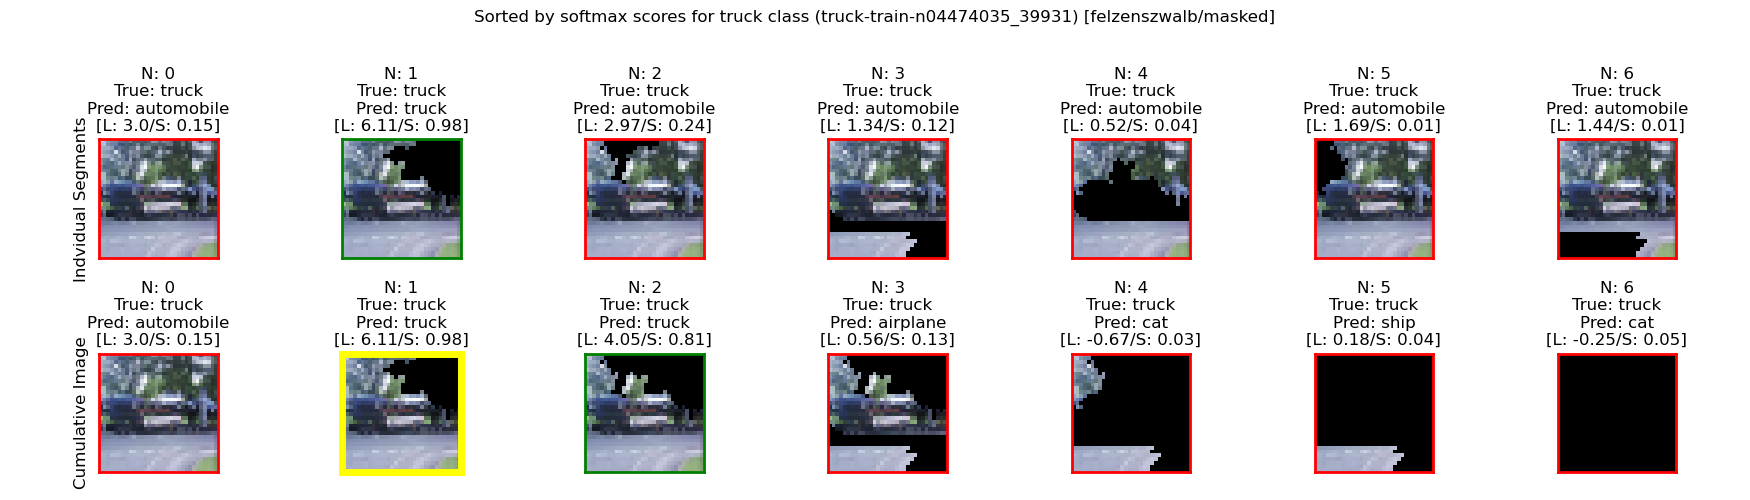 Sorted by softmax scores for truck class (truck-train-n04474035_39931) [felzenszwalb/masked]
Indvidual Segments
N: 0
True: truck
Pred: automobile
[L: 3.0/S: 0.15]
N: 1
True: truck
Pred: truck
[L: 6.11/S: 0.98]
N: 2
True: truck
Pred: automobile
[L: 2.97/S: 0.24]
N: 3
True: truck
Pred: automobile
[L: 1.34/S: 0.12]
N: 4
True: truck
Pred: automobile
[L: 0.52/S: 0.04]
N: 5
True: truck
Pred: automobile
[L: 1.69/S: 0.01]
N: 6
True: truck
Pred: automobile
[L: 1.44/S: 0.01]
Cumulative Image
N: 0
True: truck
Pred: automobile
[L: 3.0/S: 0.15]
N: 1
True: truck
Pred: truck
[L: 6.11/S: 0.98]
N: 2
True: truck
Pred: truck
[L: 4.05/S: 0.81]
N: 3
True: truck
Pred: airplane
[L: 0.56/S: 0.13]
N: 4
True: truck
Pred: cat
[L: -0.67/S: 0.03]
N: 5
True: truck
Pred: ship
[L: 0.18/S: 0.04]
N: 6
True: truck
Pred: cat
[L: -0.25/S: 0.05]